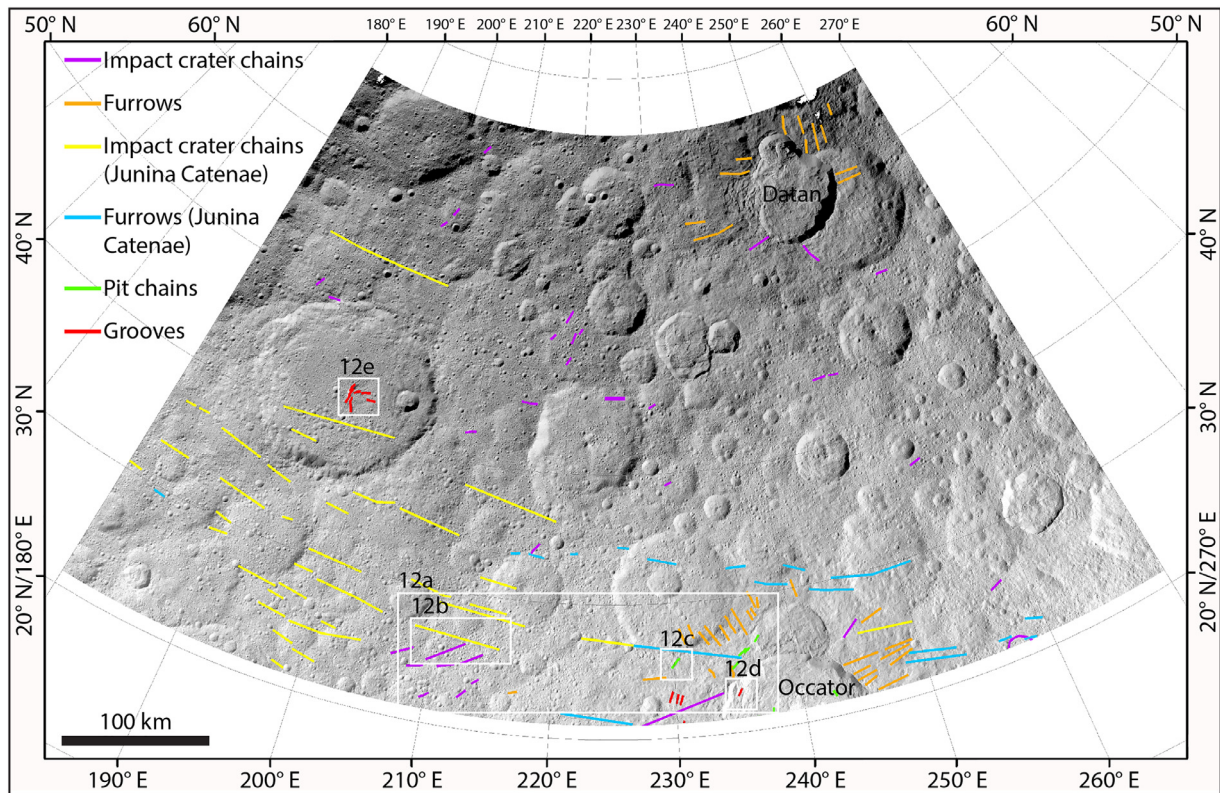 50° N
60° N
180° E
190° E
200° E
210° E
220° E
230° E
240° E
250° E
260° E
270° E
60° N
50° N
Impact crater chains
Furrows
Impact crater chains
(Junina Catenae)
Furrows (Junina
Catenae)
Pit chains
Grooves
40° N
30° N
20° N/180° E
40° N
30° N
20° N/270° E
Datan
12e
12a
12b
12c
12d
Occator
100 km
190° E
200° E
210° E
220° E
230° E
240° E
250° E
260° E